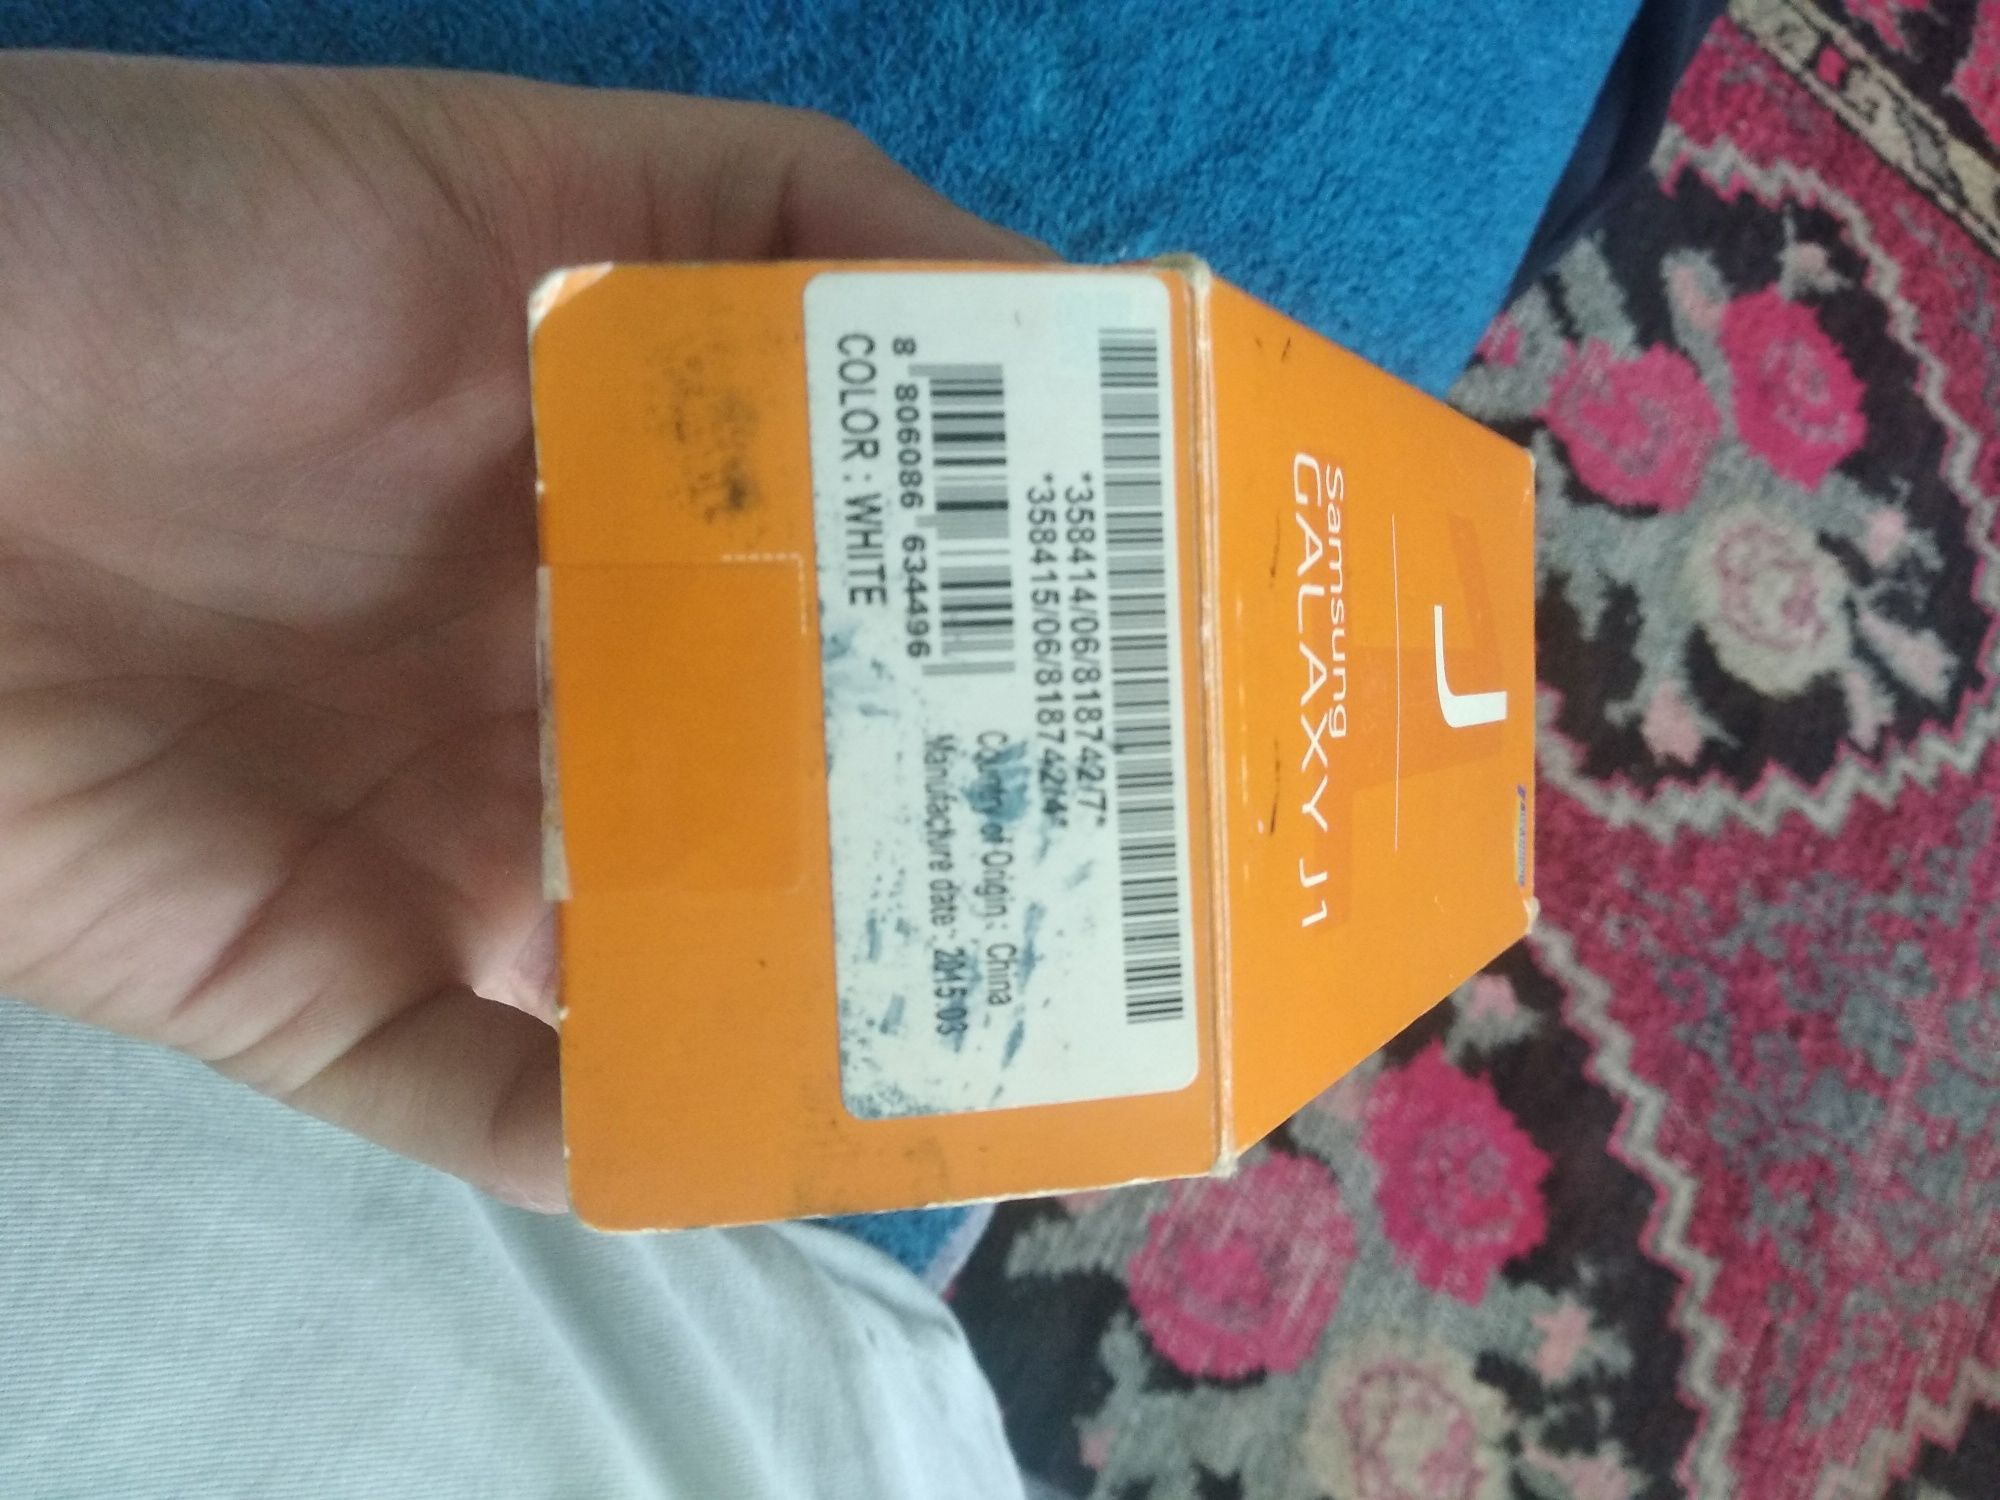 J
samsung
GALAXY J1
*358414/06/818742/7*
*358415/06/818742/4*
8 806086 634496
COLOR : WHITE
Country of Origin : China
Manufacture date : 2015.03